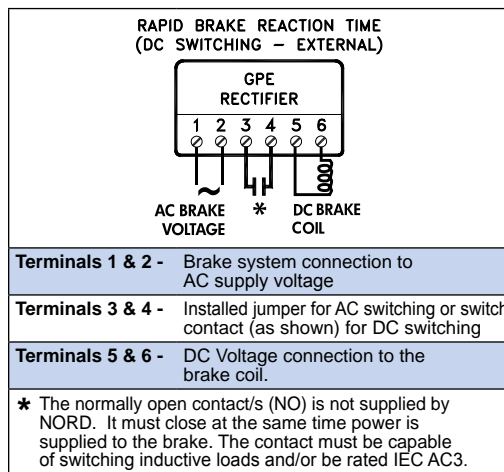 RAPID BRAKE REACTION TIME
(DC SWITCHING – EXTERNAL)
GPE
RECTIFIER
1 2 3 4 5 6
AC BRAKE
VOLTAGE
*
DC BRAKE
COIL
Terminals 1 & 2 - Brake system connection to
AC supply voltage
Terminals 3 & 4 - Installed jumper for AC switching or switch
contact (as shown) for DC switching
Terminals 5 & 6 - DC Voltage connection to the
brake coil.
* The normally open contact/s (NO) is not supplied by
NORD. It must close at the same time power is
supplied to the brake. The contact must be capable
of switching inductive loads and/or be rated IEC AC3.